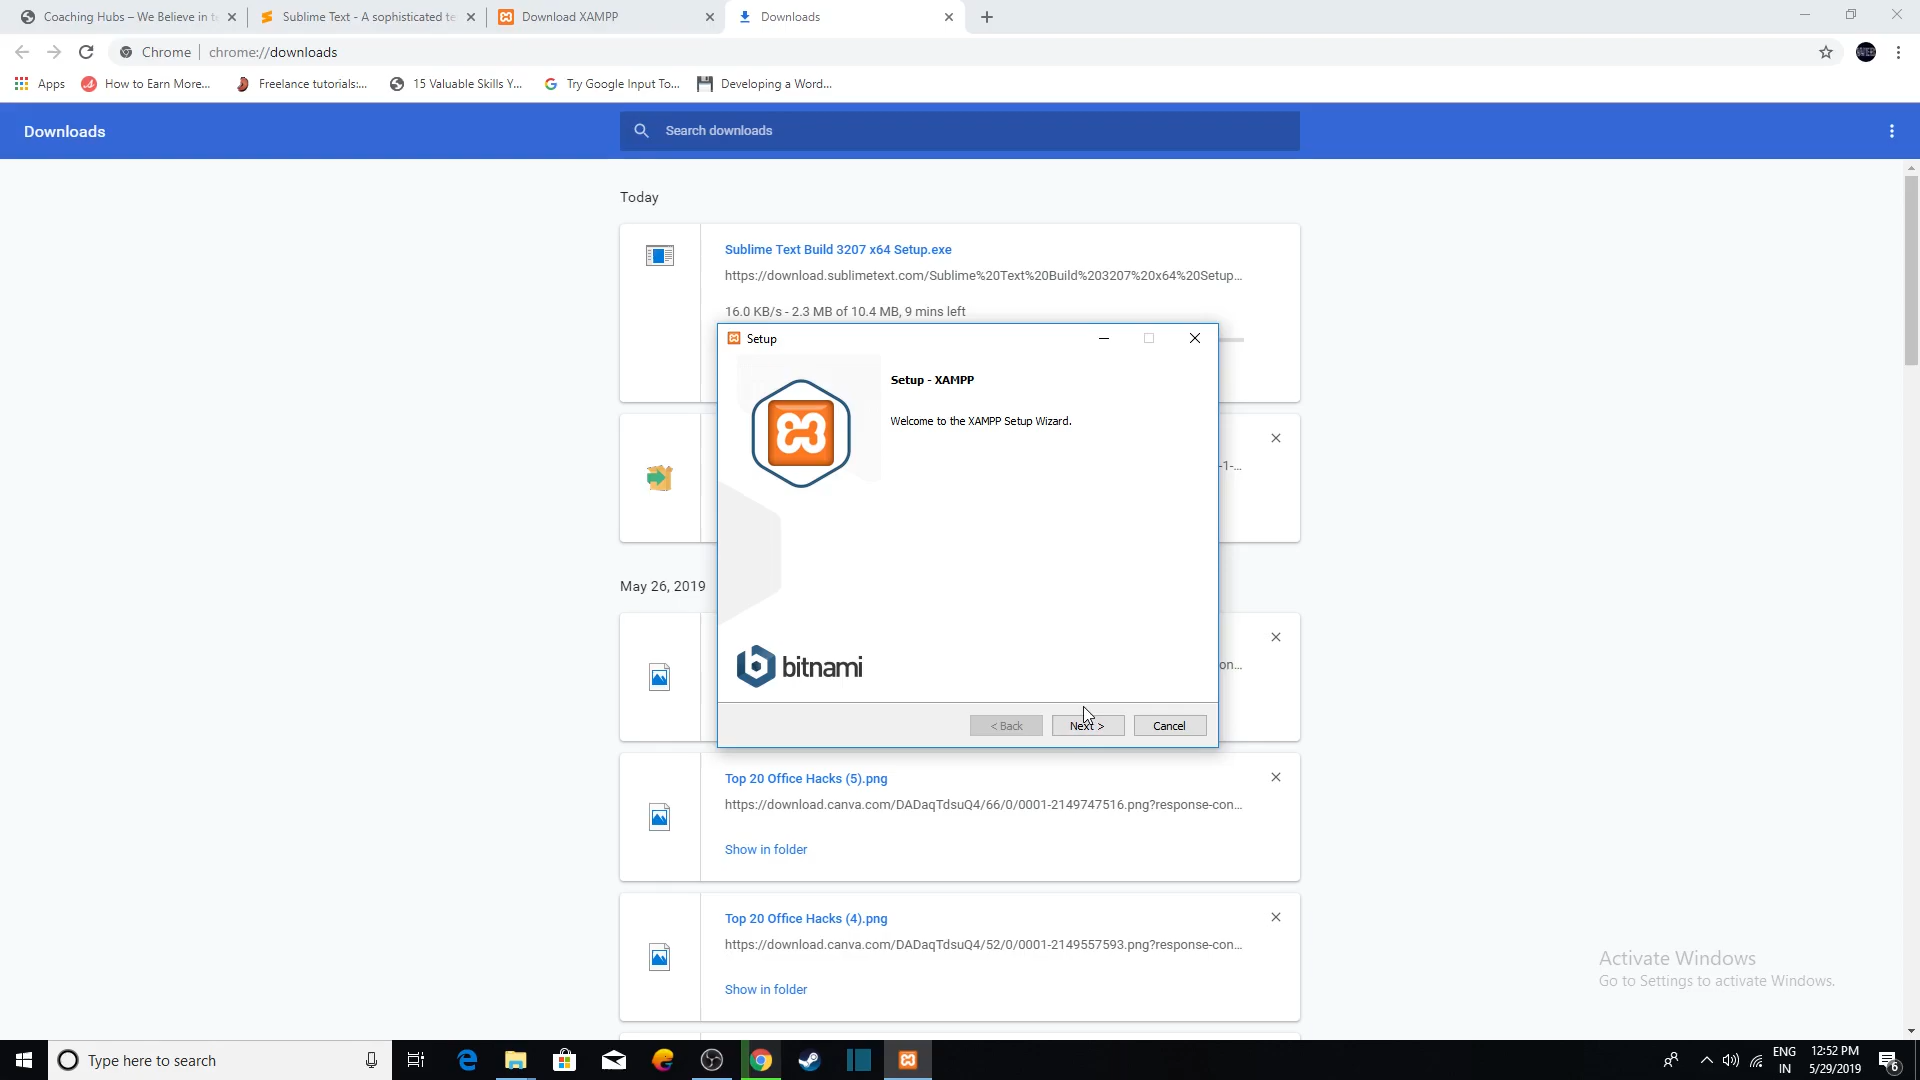 Coaching Hubs – We Believe in t
Sublime Text - A sophisticated te
Download XAMPP
Downloads
Chrome
chrome://downloads
Apps
How to Earn More...
Freelance tutorials:...
15 Valuable Skills Y...
Try Google Input To...
Developing a Word...
Downloads
Search downloads
Today
Sublime Text Build 3207 x64 Setup.exe
https://download.sublimetext.com/Sublime%20Text%20Build%203207%20x64%20Setup...
16.0 KB/s - 2.3 MB of 10.4 MB, 9 mins left
Setup
Setup - XAMPP
Welcome to the XAMPP Setup Wizard.
-1-...
May 26, 2019
on...
bitnami
< Back
Next >
Cancel
Top 20 Office Hacks (5).png
https://download.canva.com/DADaqTdsuQ4/66/0/0001-2149747516.png?response-con...
Show in folder
Top 20 Office Hacks (4).png
https://download.canva.com/DADaqTdsuQ4/52/0/0001-2149557593.png?response-con...
Show in folder
Activate Windows
Go to Settings to activate Windows.
Type here to search
ENG
IN
12:52 PM
5/29/2019
6